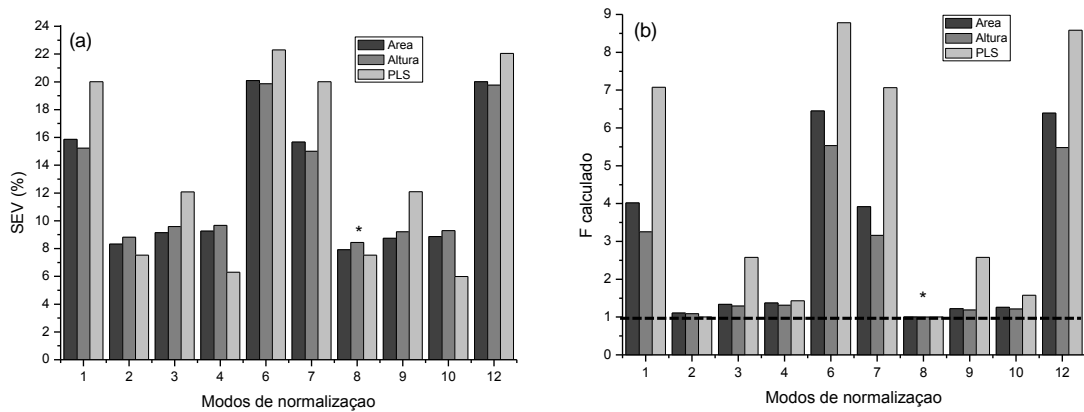 (a)
Area
Altura
PLS
SEV (%)
24
22
20
18
16
14
12
10
8
6
4
2
0
*
1 2 3 4 6 7 8 9 10 12
Modos de normalizaçao
(b)
Area
Altura
PLS
F calculado
9
8
7
6
5
4
3
2
1
0
*
1 2 3 4 6 7 8 9 10 12
Modos de normalizaçao